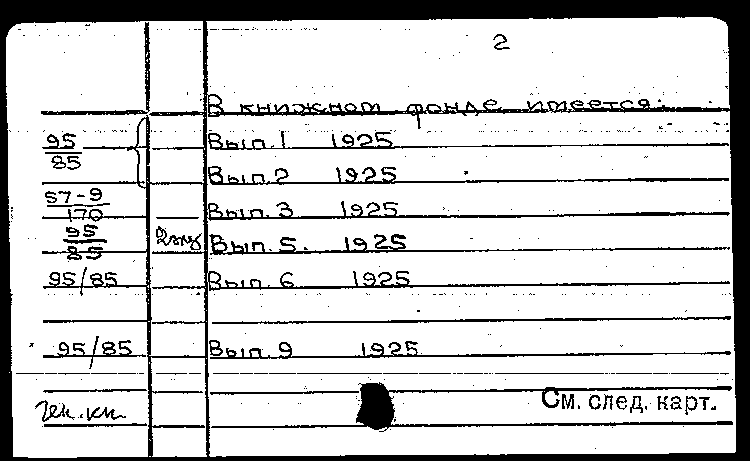 2
В книжном фонде имеется:
95/85 { Вып. 1 1925
Вып. 2 1925
57-9/170 Вып. 3 1925
95/85 2экз Вып. 5. 1925
95/85 Вып. 6 1925
95/85 Вып. 9 1925
См. след. карт.